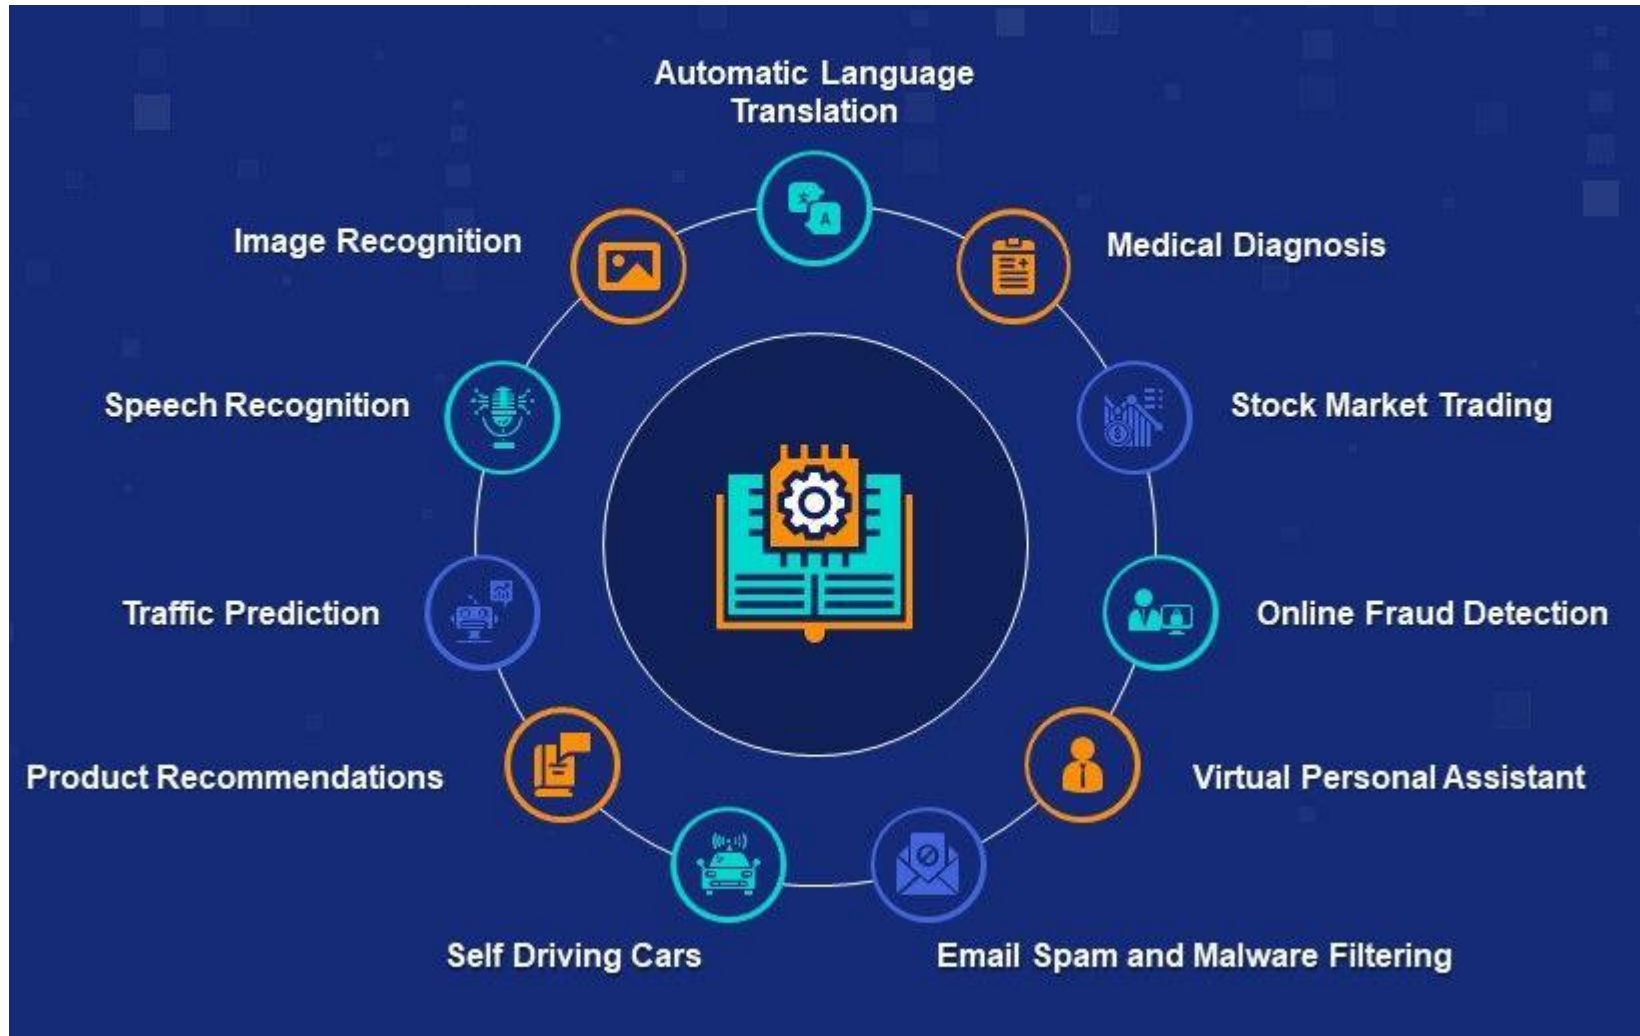 Automatic Language
Translation
Image Recognition
Medical Diagnosis
Speech Recognition
Stock Market Trading
Traffic Prediction
Online Fraud Detection
Product Recommendations
Virtual Personal Assistant
Self Driving Cars
Email Spam and Malware Filtering